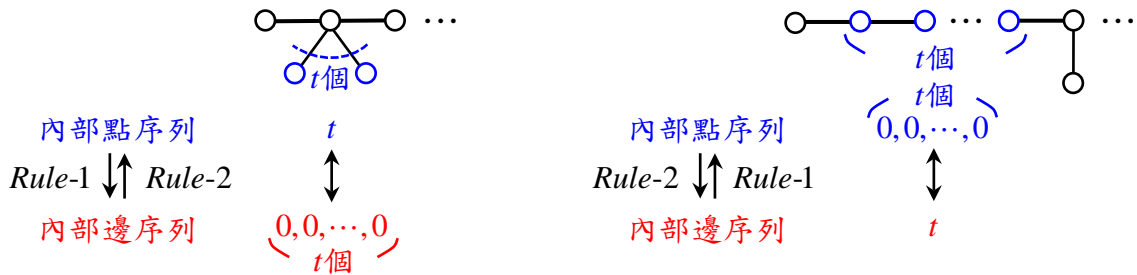 ⋯
t個
內部點序列
t
Rule-1
Rule-2
內部邊序列
0,0,⋯,0
t個
⋯
⋯
t個
t個
內部點序列
0,0,⋯,0
Rule-2
Rule-1
內部邊序列
t